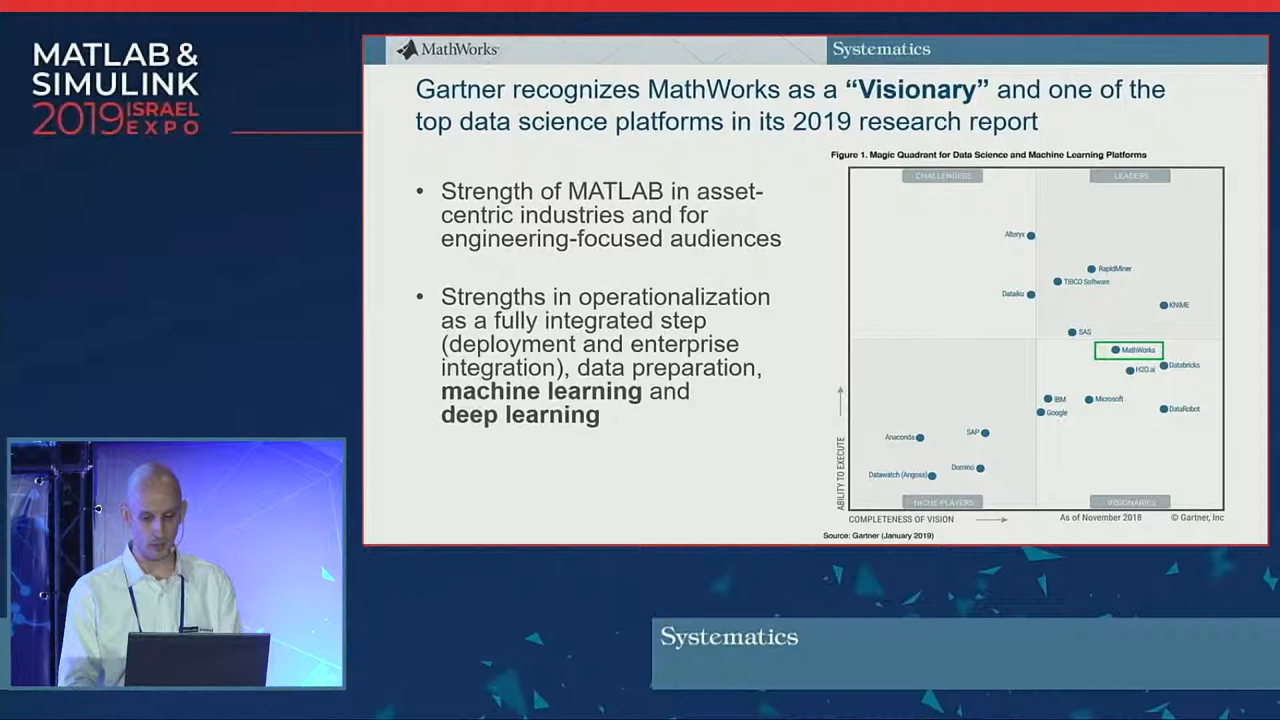 MATLAB &
SIMULINK
2019 ISRAEL
EXPO
MathWorks
Systematics
Gartner recognizes MathWorks as a “Visionary” and one of the
top data science platforms in its 2019 research report
• Strength of MATLAB in asset-
centric industries and for
engineering-focused audiences
• Strengths in operationalization
as a fully integrated step
(deployment and enterprise
integration), data preparation,
machine learning and
deep learning
Figure 1. Magic Quadrant for Data Science and Machine Learning Platforms
CHALLENGERS
LEADERS
Alteryx
RapidMiner
TIBCO Software
Dataiku
KNIME
SAS
MathWorks
Databricks
H2O.ai
IBM
Microsoft
Google
DataRobot
SAP
Anaconda
Domino
Datawatch (Angoss)
ABILITY TO EXECUTE
NICHE PLAYERS
VISIONARIES
COMPLETENESS OF VISION
As of November 2018
© Gartner, Inc
Source: Gartner (January 2019)
Systematics